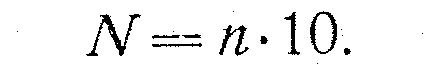 N = n · 10.